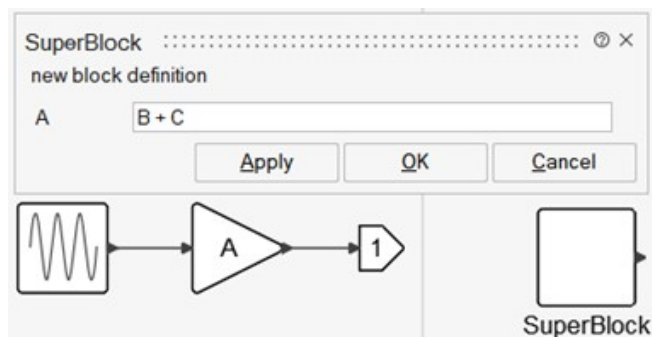 SuperBlock
new block definition
A
B + C
Apply
OK
Cancel
A
1
SuperBlock